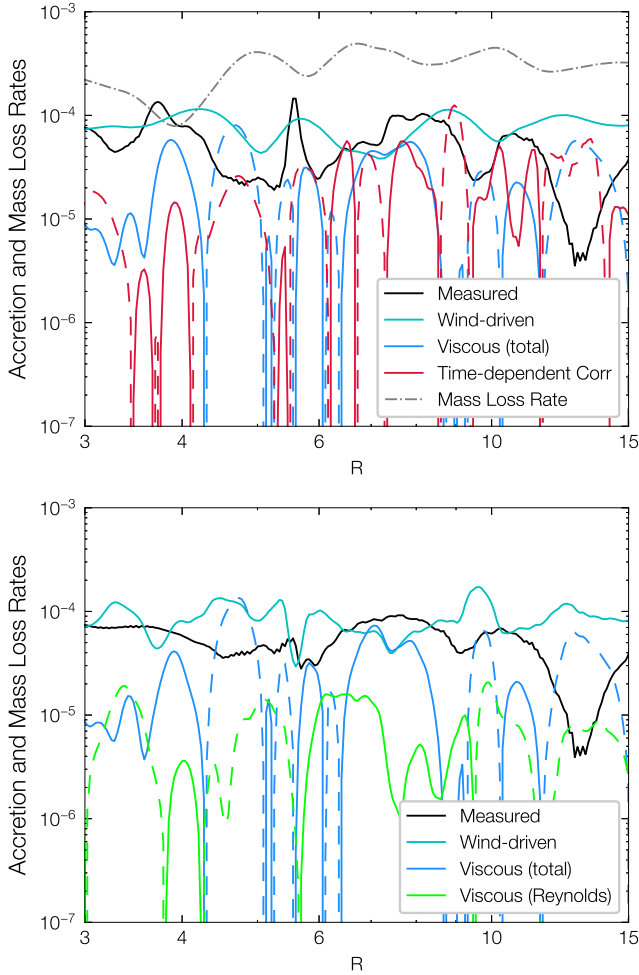 Accretion and Mass Loss Rates
10⁻³
10⁻⁴
10⁻⁵
10⁻⁶
10⁻⁷
Measured
Wind-driven
Viscous (total)
Time-dependent Corr
Mass Loss Rate
3 4 6 10 15
R
Accretion and Mass Loss Rates
10⁻³
10⁻⁴
10⁻⁵
10⁻⁶
10⁻⁷
Measured
Wind-driven
Viscous (total)
Viscous (Reynolds)
3 4 6 10 15
R